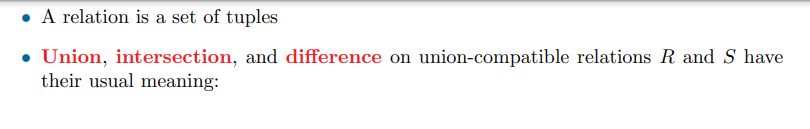 • A relation is a set of tuples
• Union, intersection, and difference on union-compatible relations R and S have
their usual meaning: